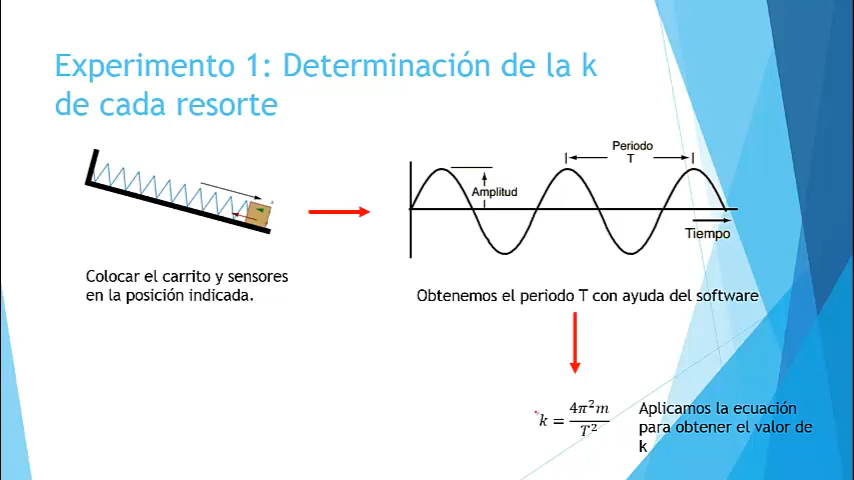 Experimento 1: Determinación de la k
de cada resorte
Periodo
T
Amplitud
Tiempo
Colocar el carrito y sensores
en la posición indicada.
Obtenemos el periodo T con ayuda del software
k = 4π²m / T²
Aplicamos la ecuación
para obtener el valor de
k